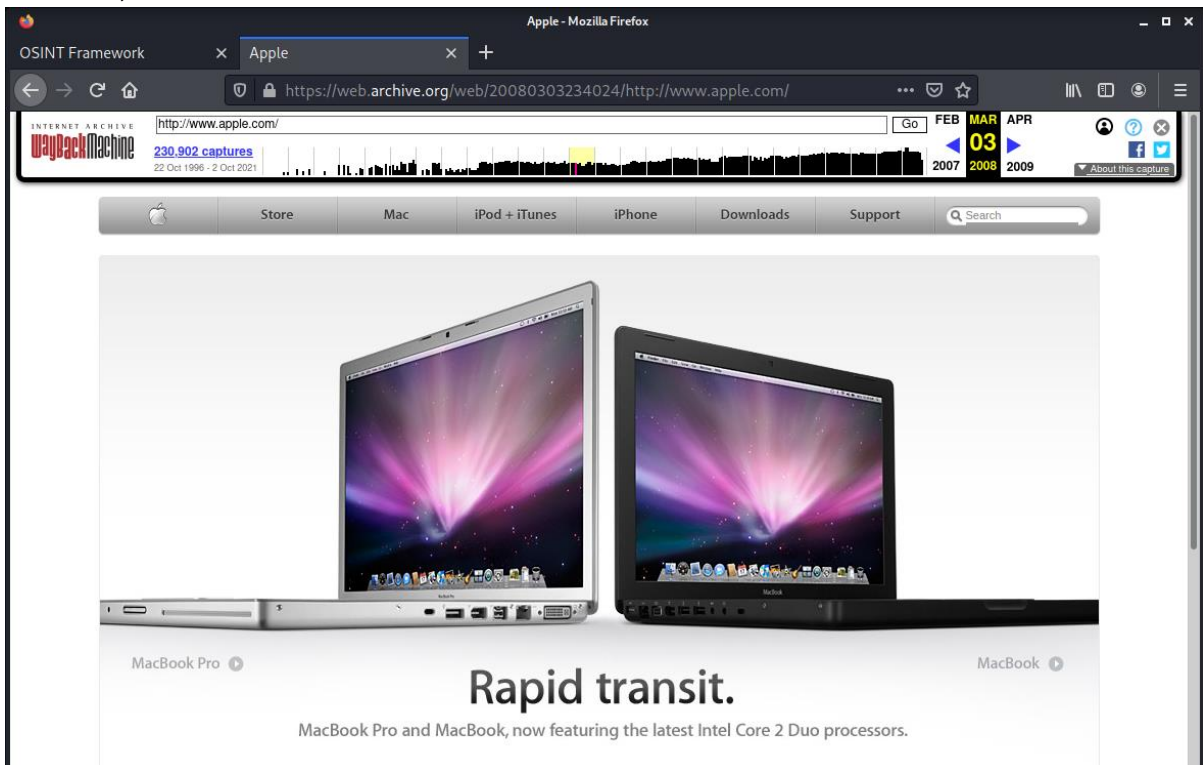 Apple - Mozilla Firefox
OSINT Framework
Apple
https://web.archive.org/web/20080303234024/http://www.apple.com/
INTERNET ARCHIVE
WayBackMachine
http://www.apple.com/
Go
FEB MAR APR
03
2007 2008 2009
230,902 captures
22 Oct 1996 - 2 Oct 2021
About this capture
Store Mac iPod + iTunes iPhone Downloads Support Search
MacBook Pro
MacBook
MacBook Pro
MacBook
Rapid transit.
MacBook Pro and MacBook, now featuring the latest Intel Core 2 Duo processors.